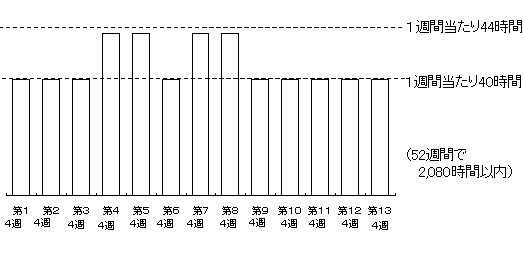 １週間当たり44時間
１週間当たり40時間
（52週間で
2,080時間以内）
第1 第2 第3 第4 第5 第6 第7 第8 第9 第10 第11 第12 第13
4週 4週 4週 4週 4週 4週 4週 4週 4週 4週 4週 4週 4週